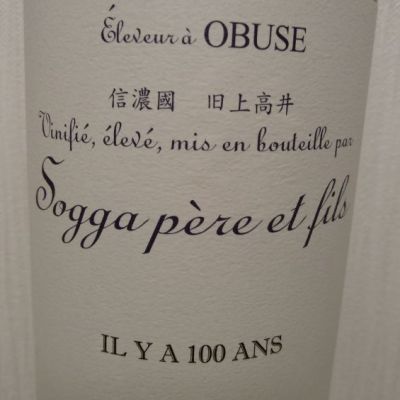 Éleveur à OBUSE
信濃國 旧上高井
Vinifié, élevé, mis en bouteille par
Sogga père et fils
IL Y A 100 ANS